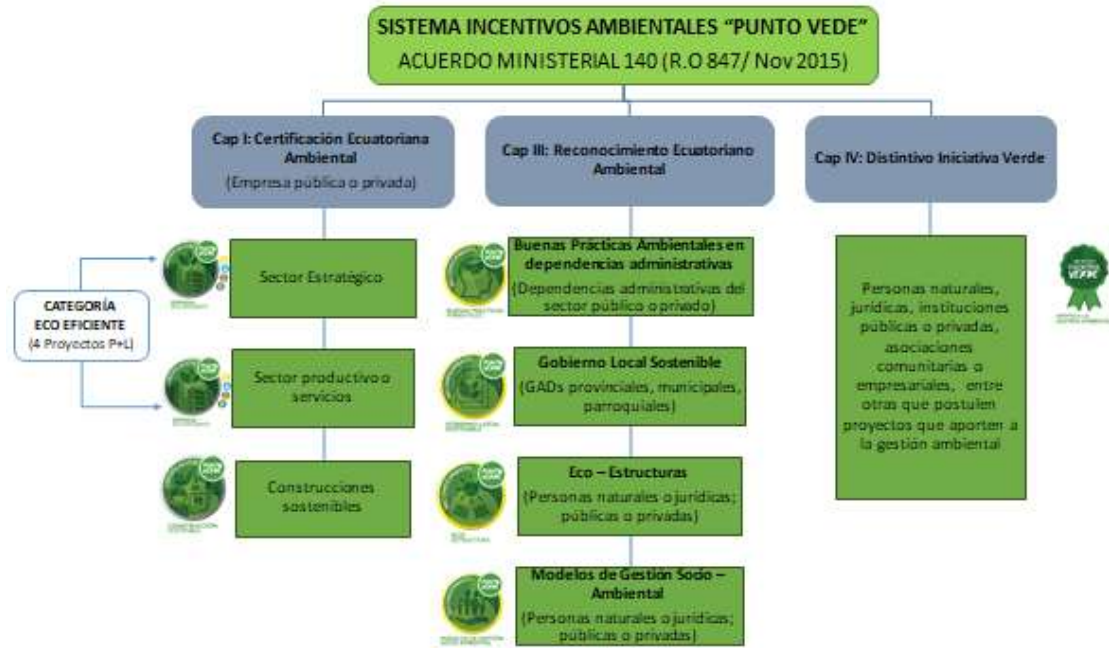 SISTEMA INCENTIVOS AMBIENTALES “PUNTO VEDE”
ACUERDO MINISTERIAL 140 (R.O 847/ Nov 2015)
Cap I: Certificación Ecuatoriana
Ambiental
(Empresa pública o privada)
Cap III: Reconocimiento Ecuatoriano
Ambiental
Cap IV: Distintivo Iniciativa Verde
CATEGORÍA
ECO EFICIENTE
(4 Proyectos P+L)
Sector Estratégico
Sector productivo o
servicios
Construcciones
sostenibles
Buenas Prácticas Ambientales en
dependencias administrativas
(Dependencias administrativas del
sector público o privado)
Gobierno Local Sostenible
(GADs provinciales, municipales,
parroquiales)
Eco – Estructuras
(Personas naturales o jurídicas;
públicas o privadas)
Modelos de Gestión Socio –
Ambiental
(Personas naturales o jurídicas;
públicas o privadas)
Personas naturales,
jurídicas, instituciones
públicas o privadas,
asociaciones
comunitarias o
empresariales, entre
otras que postulen
proyectos que aporten a
la gestión ambiental